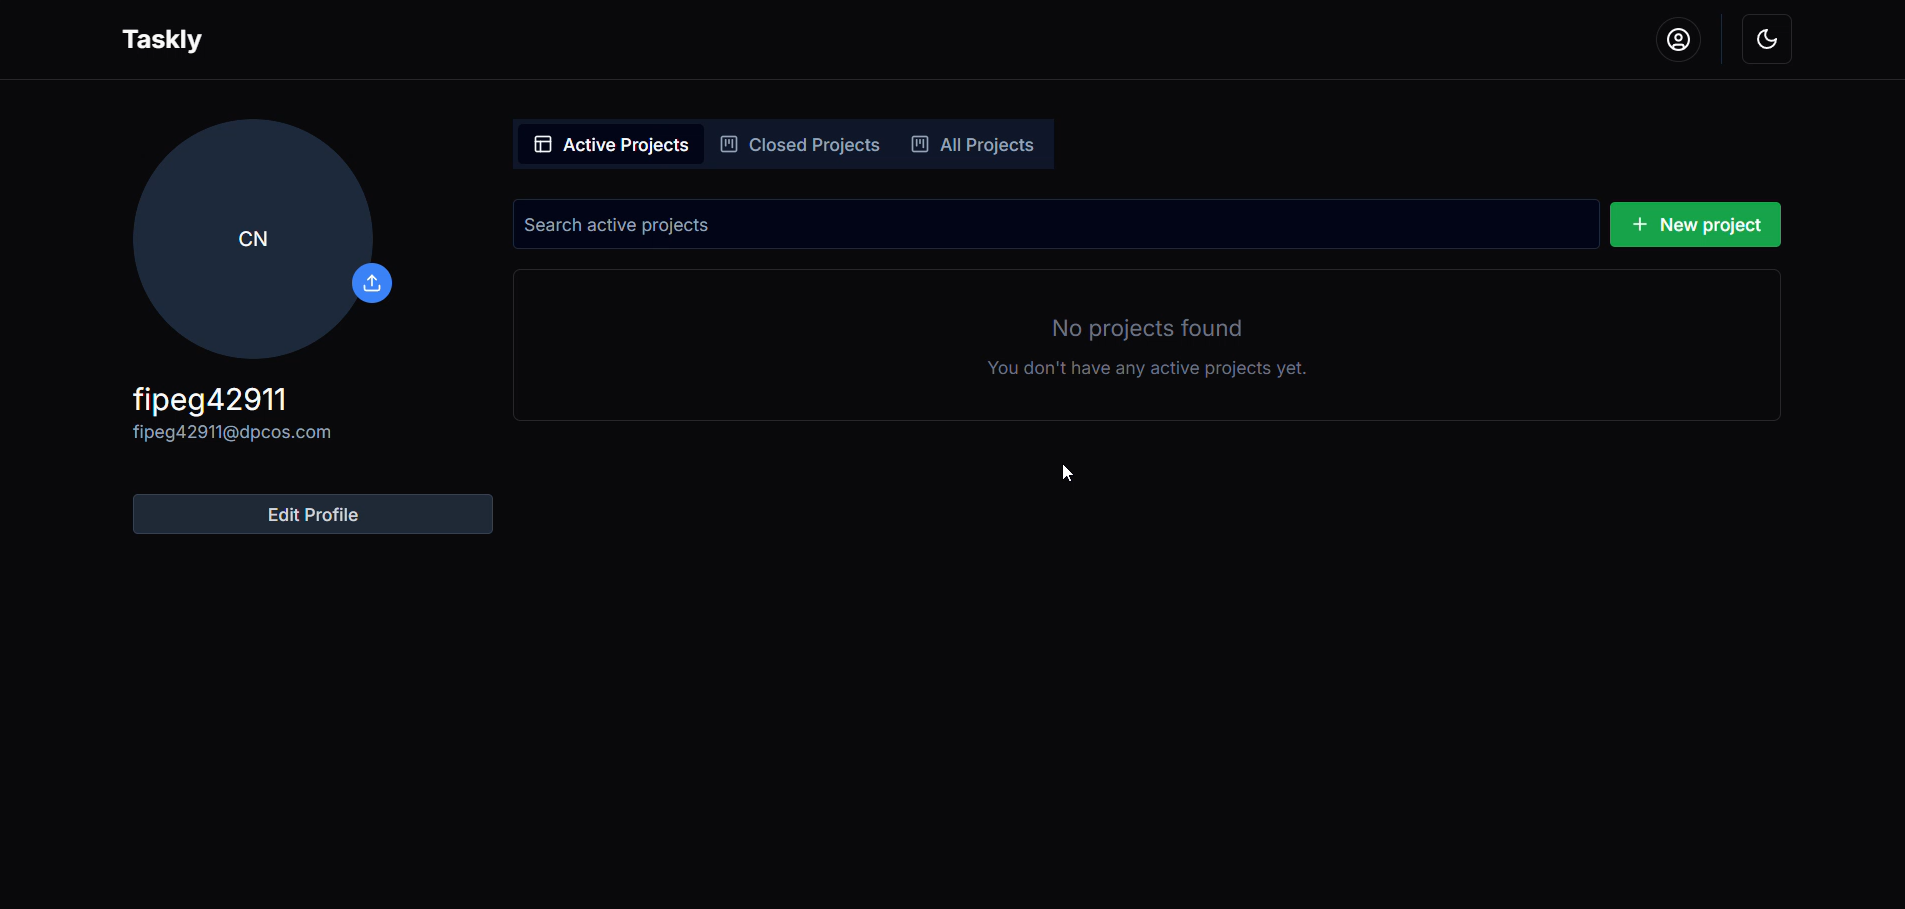 Taskly
CN
fipeg42911
fipeg42911@dpcos.com
Edit Profile
Active Projects Closed Projects All Projects
Search active projects
New project
No projects found
You don't have any active projects yet.